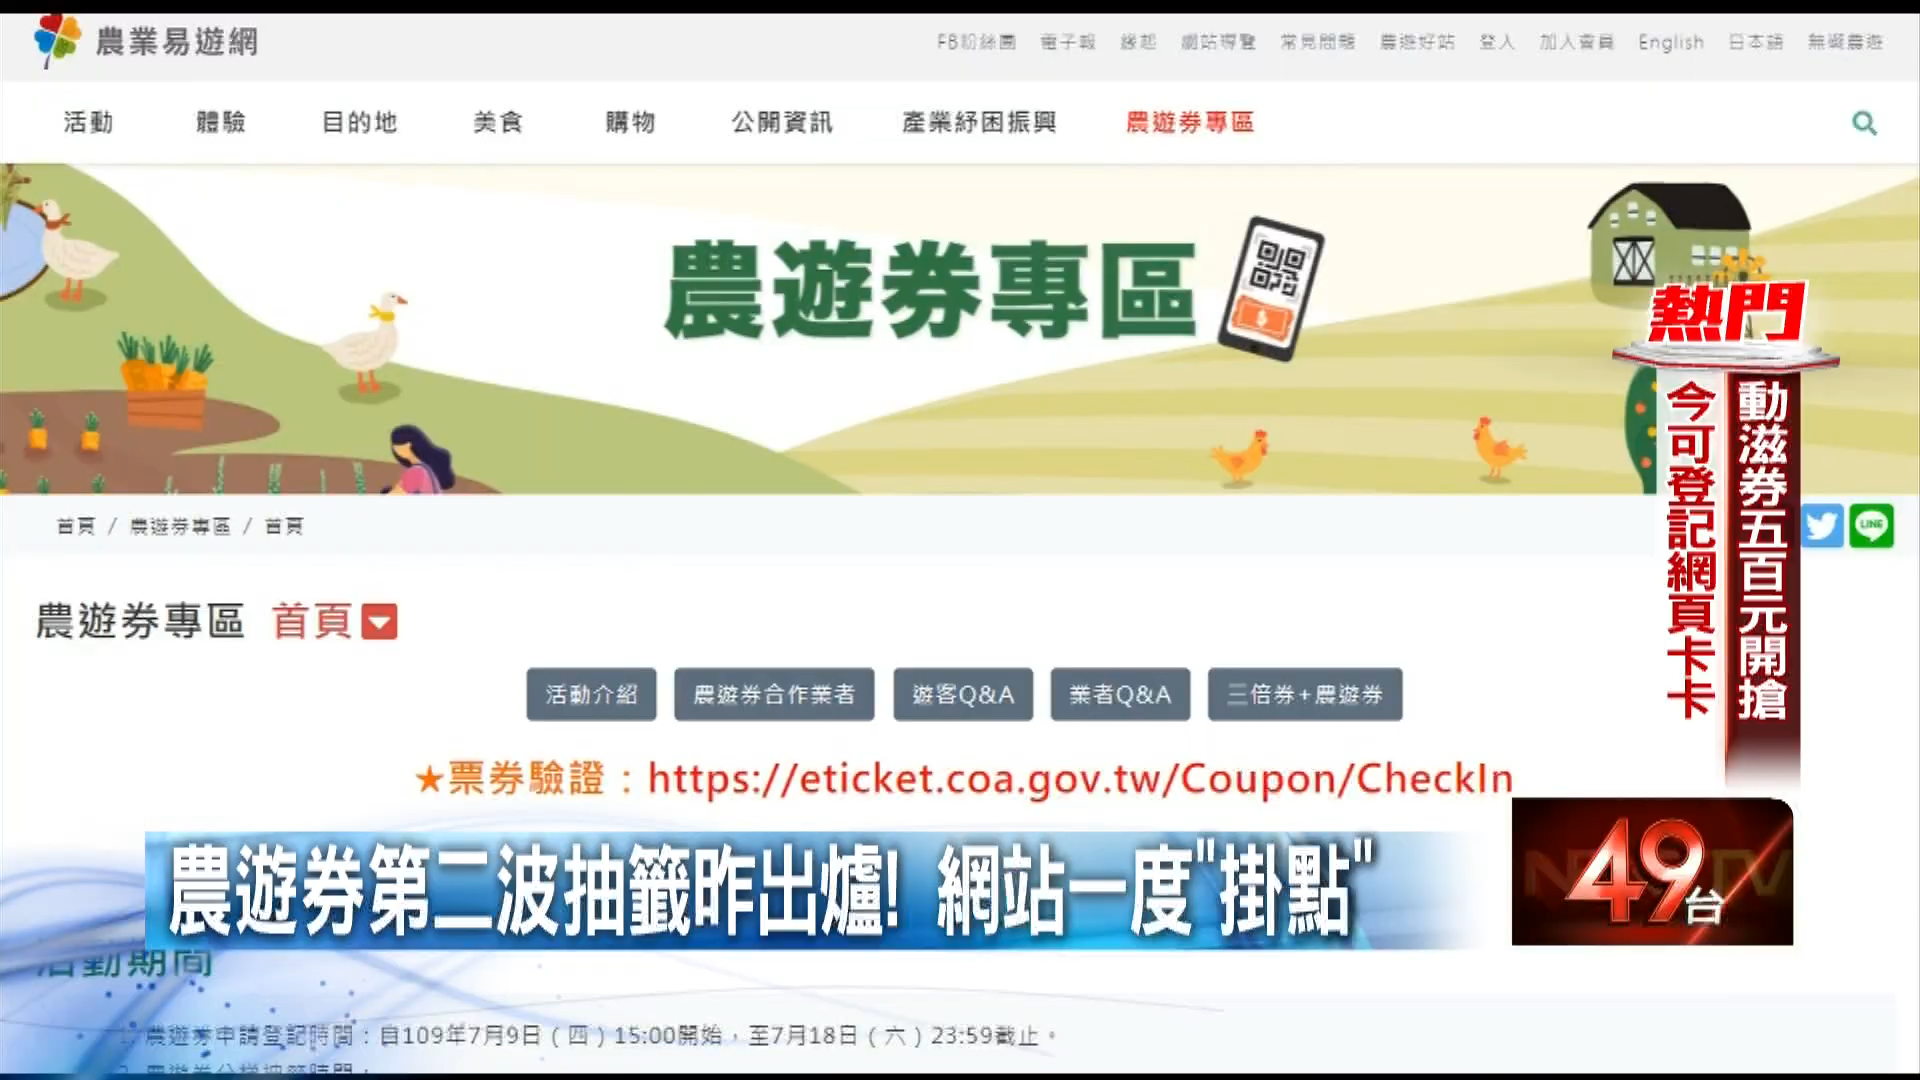 農業易遊網
FB粉絲團 電子報 緣起 網站導覽 常見問題 農遊好站 登入 加入會員 English 日本語 無礙農遊
活動 體驗 目的地 美食 購物 公開資訊 產業紓困振興 農遊券專區
農遊券專區
熱門
動滋券五百元開搶
今可登記網頁卡卡
首頁 / 農遊券專區 / 首頁
LINE
農遊券專區 首頁
活動介紹 農遊券合作業者 遊客Q&A 業者Q&A 三倍券+農遊券
★票券驗證：https://eticket.coa.gov.tw/Coupon/CheckIn
農遊券第二波抽籤昨出爐! 網站一度"掛點"
49台
活動期間
1. 農遊券申請登記時間：自109年7月9日（四）15:00開始，至7月18日（六）23:59截止。